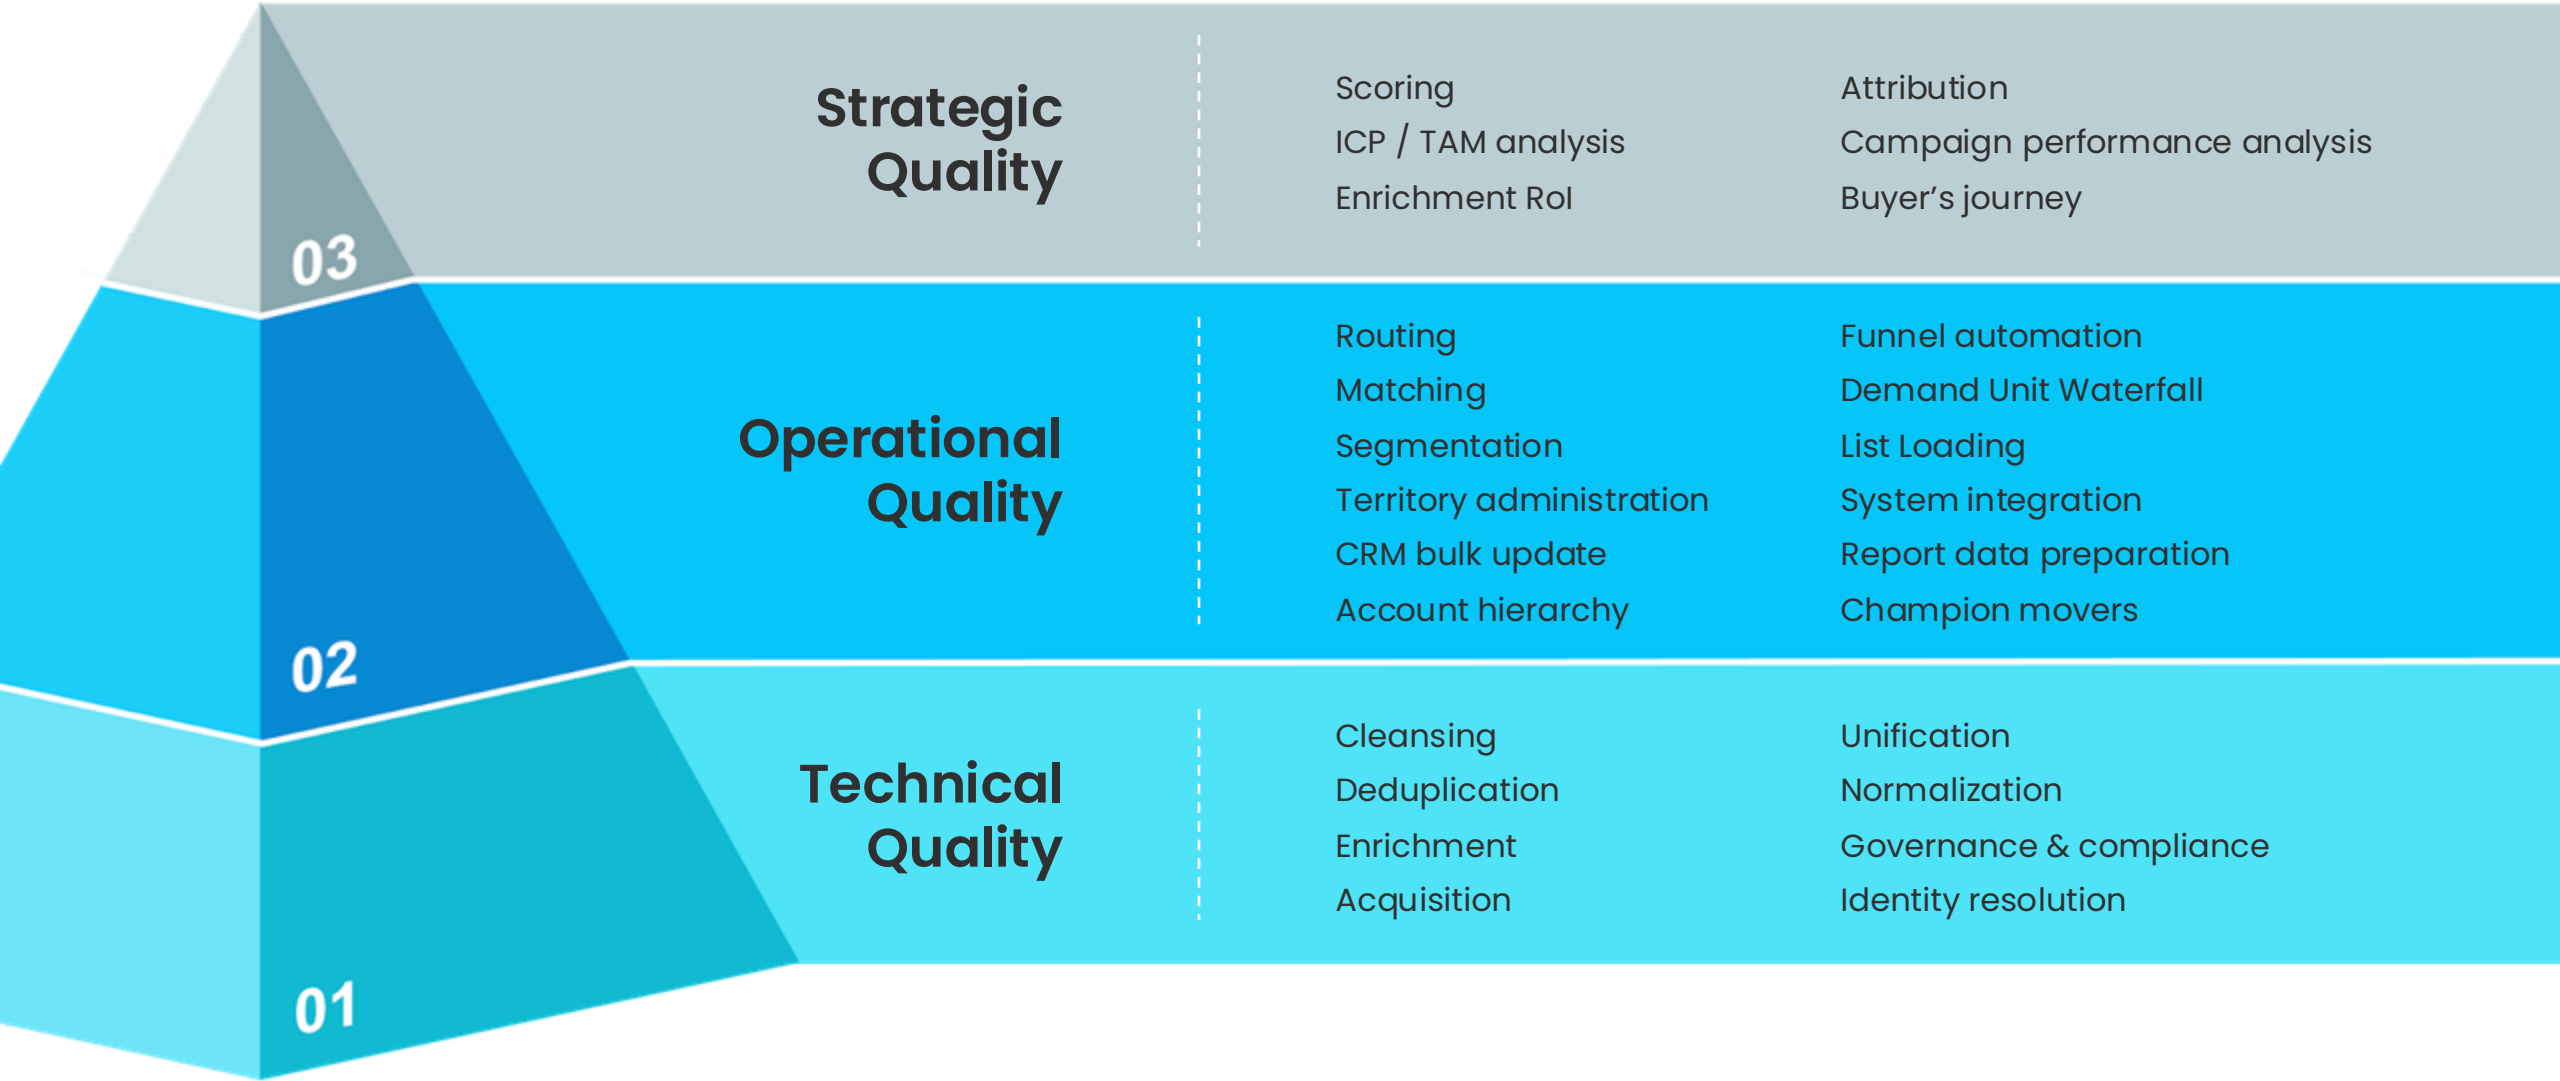 03
Strategic
Quality
Scoring
ICP / TAM analysis
Enrichment RoI
Attribution
Campaign performance analysis
Buyer’s journey
02
Operational
Quality
Routing
Matching
Segmentation
Territory administration
CRM bulk update
Account hierarchy
Funnel automation
Demand Unit Waterfall
List Loading
System integration
Report data preparation
Champion movers
01
Technical
Quality
Cleansing
Deduplication
Enrichment
Acquisition
Unification
Normalization
Governance & compliance
Identity resolution